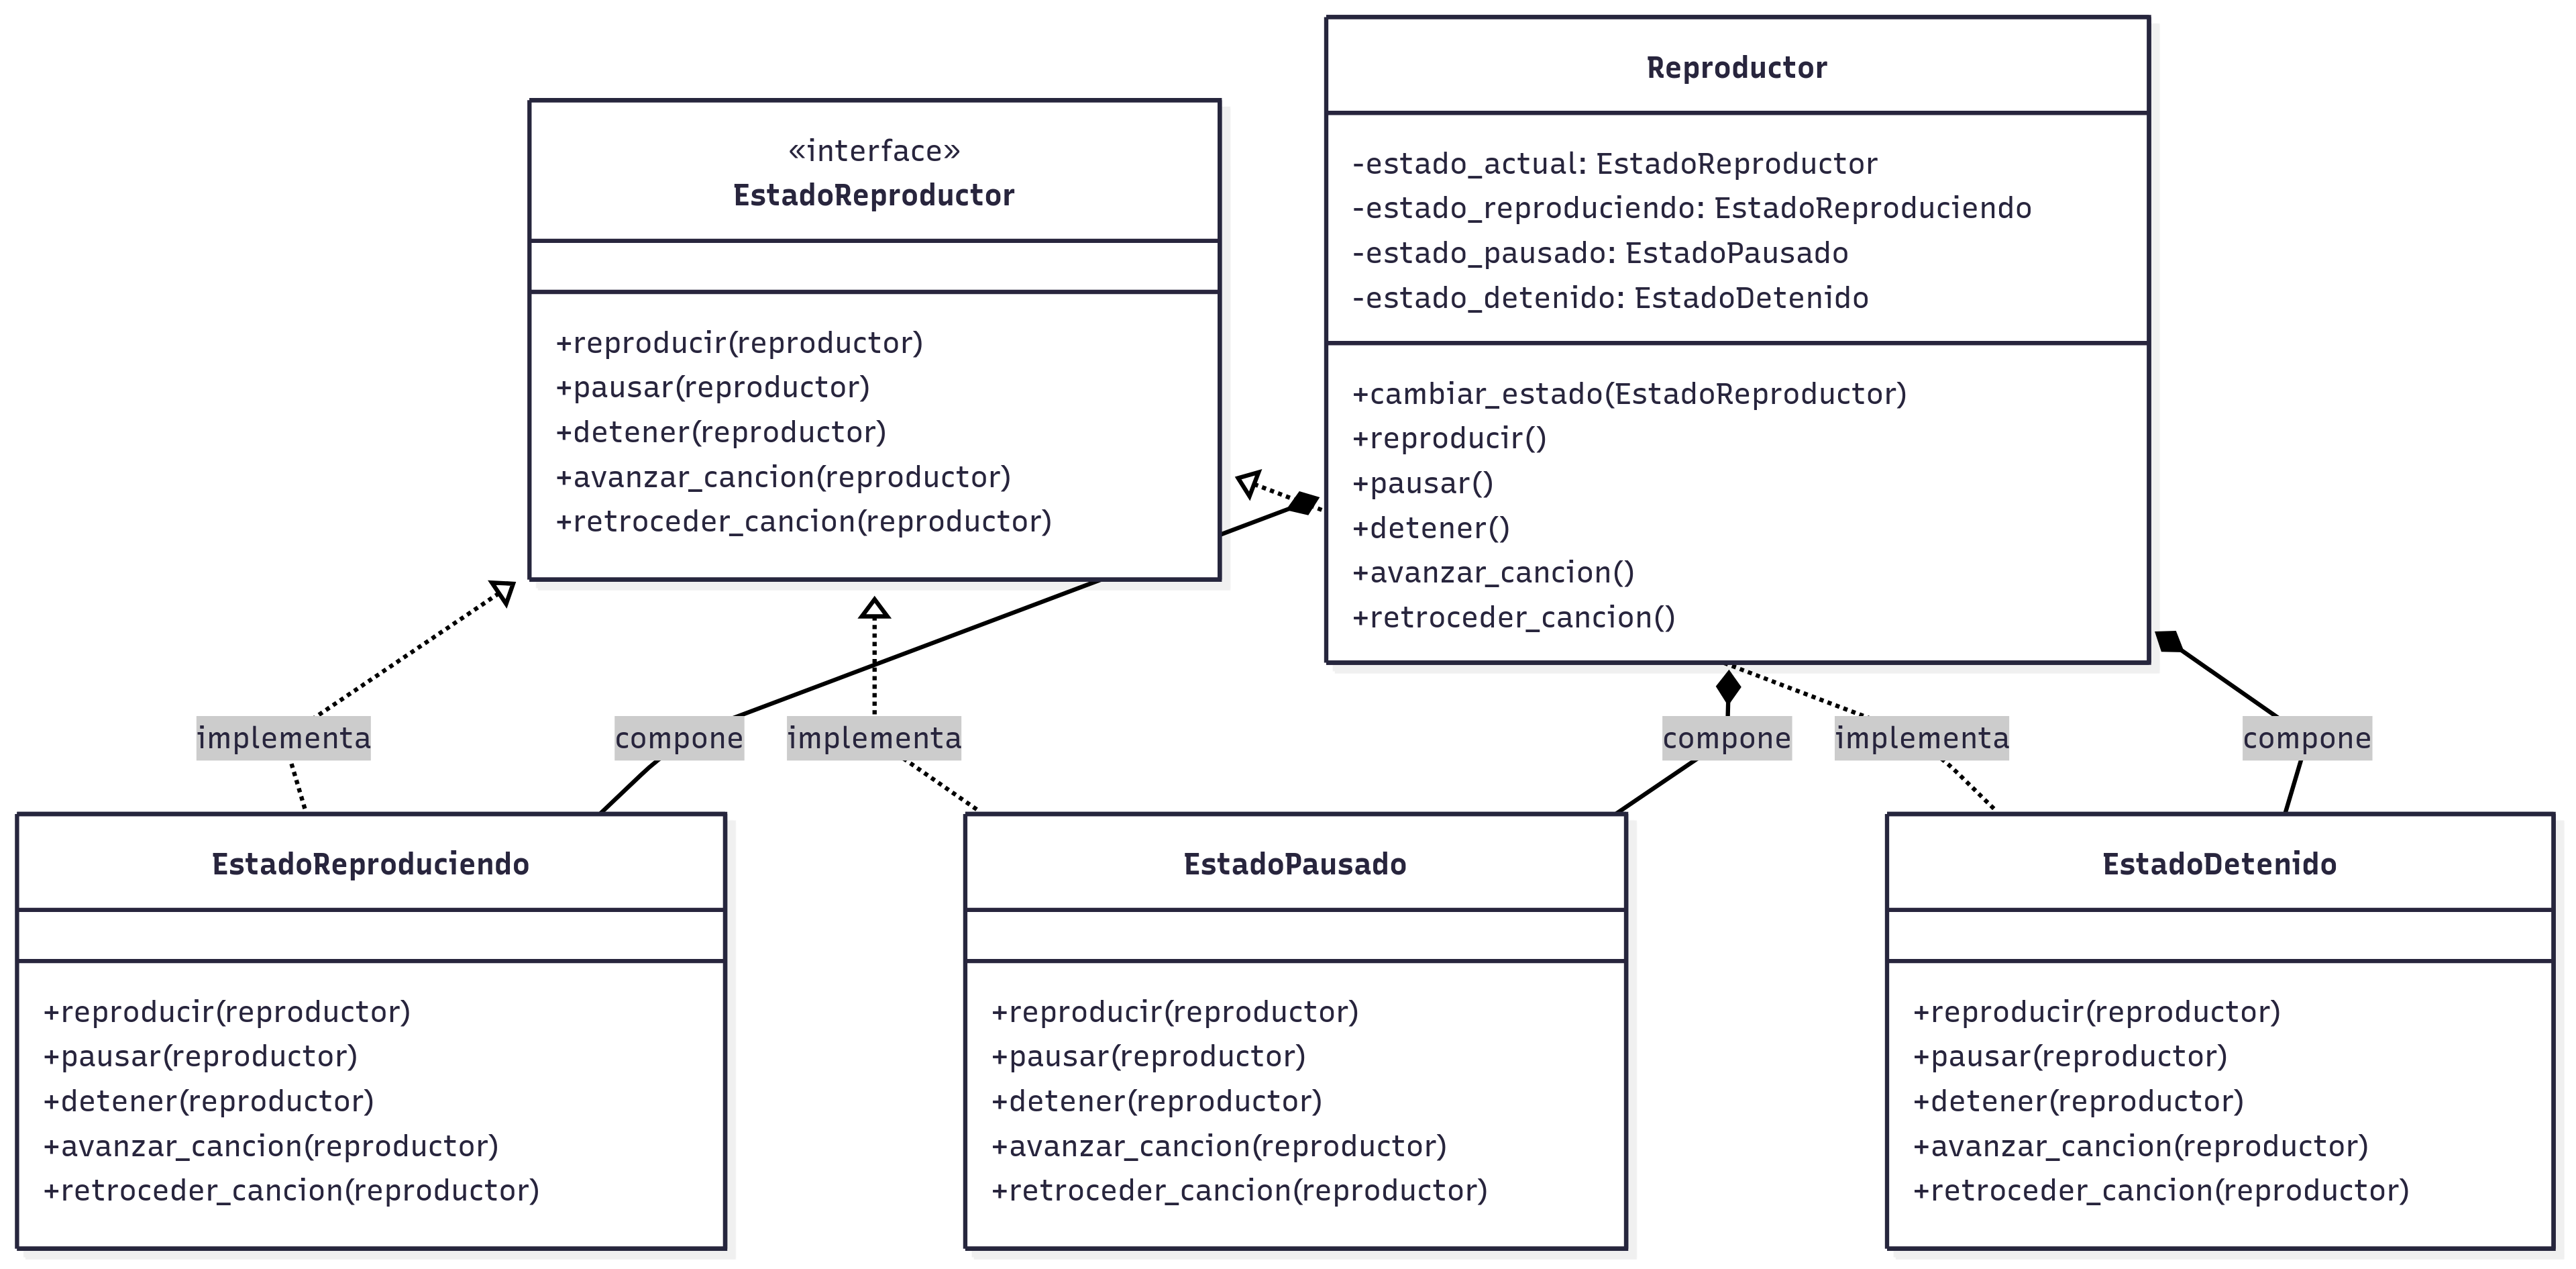 «interface»
EstadoReproductor
+reproducir(reproductor)
+pausar(reproductor)
+detener(reproductor)
+avanzar_cancion(reproductor)
+retroceder_cancion(reproductor)
Reproductor
-estado_actual: EstadoReproductor
-estado_reproduciendo: EstadoReproduciendo
-estado_pausado: EstadoPausado
-estado_detenido: EstadoDetenido
+cambiar_estado(EstadoReproductor)
+reproducir()
+pausar()
+detener()
+avanzar_cancion()
+retroceder_cancion()
implementa
compone
implementa
compone
implementa
compone
EstadoReproduciendo
+reproducir(reproductor)
+pausar(reproductor)
+detener(reproductor)
+avanzar_cancion(reproductor)
+retroceder_cancion(reproductor)
EstadoPausado
+reproducir(reproductor)
+pausar(reproductor)
+detener(reproductor)
+avanzar_cancion(reproductor)
+retroceder_cancion(reproductor)
EstadoDetenido
+reproducir(reproductor)
+pausar(reproductor)
+detener(reproductor)
+avanzar_cancion(reproductor)
+retroceder_cancion(reproductor)